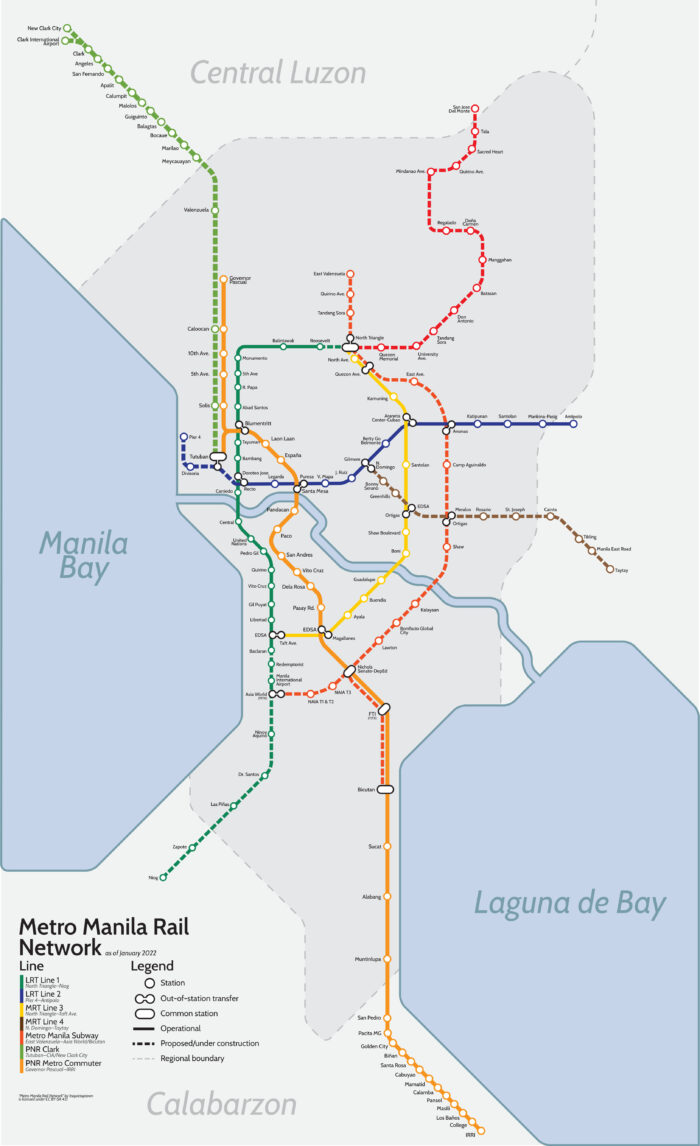 New Clark City
Clark International
Airport
Clark
Angeles
San Fernando
Apalit
Calumpit
Malolos
Guiguinto
Balagtas
Bocaue
Marilao
Meycauayan
Valenzuela
Central Luzon
San Jose
Del Monte
Tala
Sacred Heart
Mindanao Ave.
Quirino Ave.
Regalado
Doña
Carmen
Manggahan
Batasan
Don
Antonio
Tandang
Sora
University
Ave.
Quezon
Memorial
Governor
Pascual
East Valenzuela
Quirino Ave.
Tandang Sora
North Triangle
Caloocan
10th Ave.
5th Ave.
Solis
Tutuban
Balintawak
Roosevelt
Monumento
5th Ave
R. Papa
Abad Santos
Blumentritt
Tayuman
Bambang
Doroteo Jose
Recto
Carriedo
North Ave.
Quezon Ave.
East Ave.
Kamuning
Araneta
Center-Cubao
Anonas
Katipunan
Santolan
Marikina-Pasig
Antipolo
Pier 4
Divisoria
Laon Laan
España
Legarda
Pureza
Santa Mesa
V. Mapa
J. Ruiz
Gilmore
Betty Go
Belmonte
N.
Domingo
Bonny
Serrano
Greenhills
Santolan
Camp Aguinaldo
EDSA
Ortigas
Meralco
Ortigas
Rosario
St. Joseph
Cainta
Tikling
Manila East Road
Taytay
Shaw Boulevard
Shaw
Boni
Central
United
Nations
Pedro Gil
Quirino
Vito Cruz
Gil Puyat
Libertad
EDSA
Taft Ave.
Baclaran
Redemptorist
Manila
International
Airport
Asia World
(PITX)
Ninoy
Aquino
Dr. Santos
Las Piñas
Zapote
Niog
Pandacan
Paco
San Andres
Vito Cruz
Dela Rosa
Pasay Rd.
EDSA
Magallanes
Guadalupe
Buendia
Ayala
Kalayaan
Bonifacio Global
City
Lawton
Nichols
Senate-DepEd
NAIA T3
NAIA T1 & T2
FTI
(ITX)
Bicutan
Sucat
Alabang
Muntinlupa
San Pedro
Pacita MG
Golden City
Biñan
Santa Rosa
Cabuyao
Mamatid
Calamba
Pansol
Masili
Los Baños
College
IRRI
Manila
Bay
Laguna de Bay
Calabarzon
Metro Manila Rail
Network as of January 2022
Line
LRT Line 1
North Triangle–Niog
LRT Line 2
Pier 4–Antipolo
MRT Line 3
North Triangle–Taft Ave.
MRT Line 4
N. Domingo–Taytay
Metro Manila Subway
East Valenzuela–Asia World/Bicutan
PNR Clark
Tutuban–CIA/New Clark City
PNR Metro Commuter
Governor Pascual–IRRI
Legend
Station
Out-of-station transfer
Common station
Operational
Proposed/under construction
Regional boundary